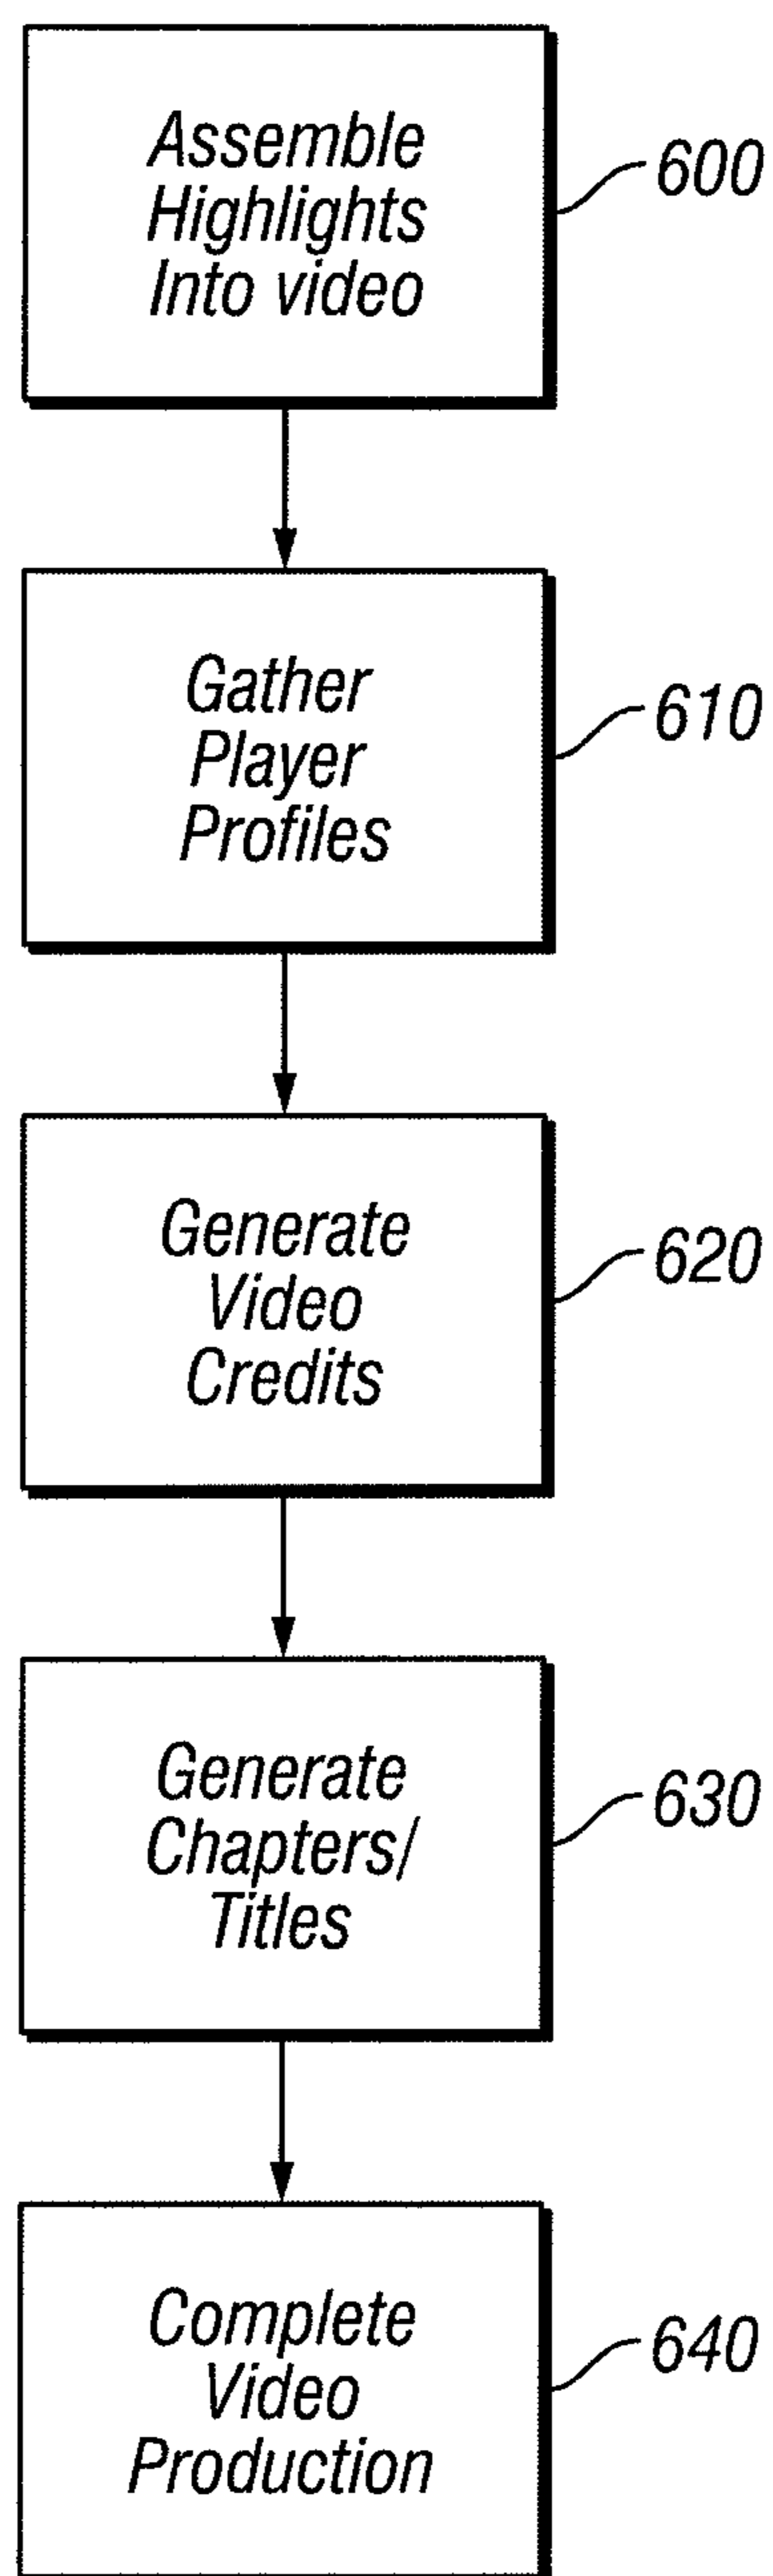 Assemble
Highlights
Into video
600
Gather
Player
Profiles
610
Generate
Video
Credits
620
Generate
Chapters/
Titles
630
Complete
Video
Production
640